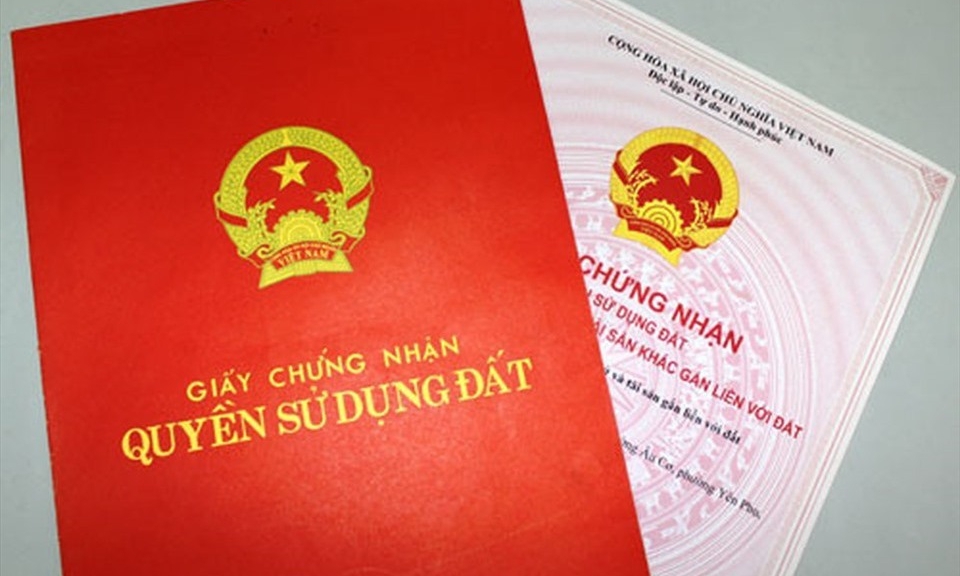 VIỆT NAM
GIẤY CHỨNG NHẬN
QUYỀN SỬ DỤNG ĐẤT
CỘNG HÒA XÃ HỘI CHỦ NGHĨA VIỆT NAM
Độc lập - Tự do - Hạnh phúc
CHỨNG NHẬN
SỬ DỤNG ĐẤT
SẢN KHÁC GẮN LIỀN VỚI ĐẤT
và tài sản gắn liền với đất
Âu Cơ, phường Yên Phụ,